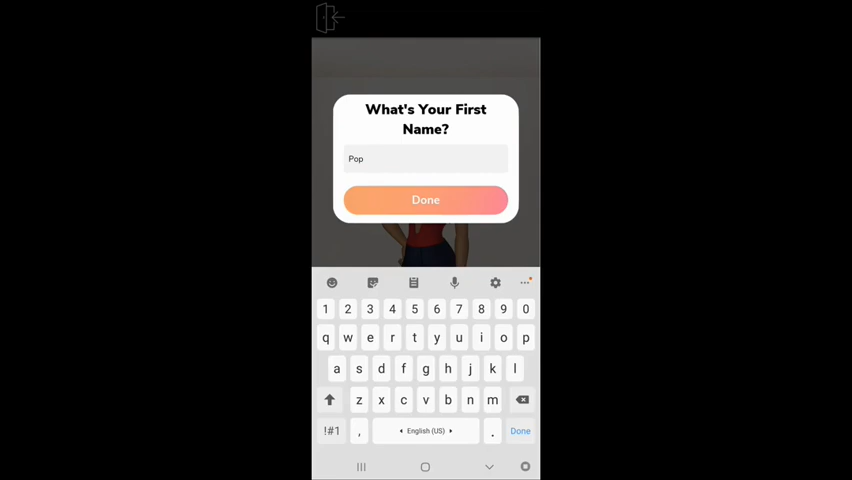 What's Your First
Name?
Pop
Done
1 2 3 4 5 6 7 8 9 0
q w e r t y u i o p
a s d f g h j k l
z x c v b n m
!#1 , English (US) . Done